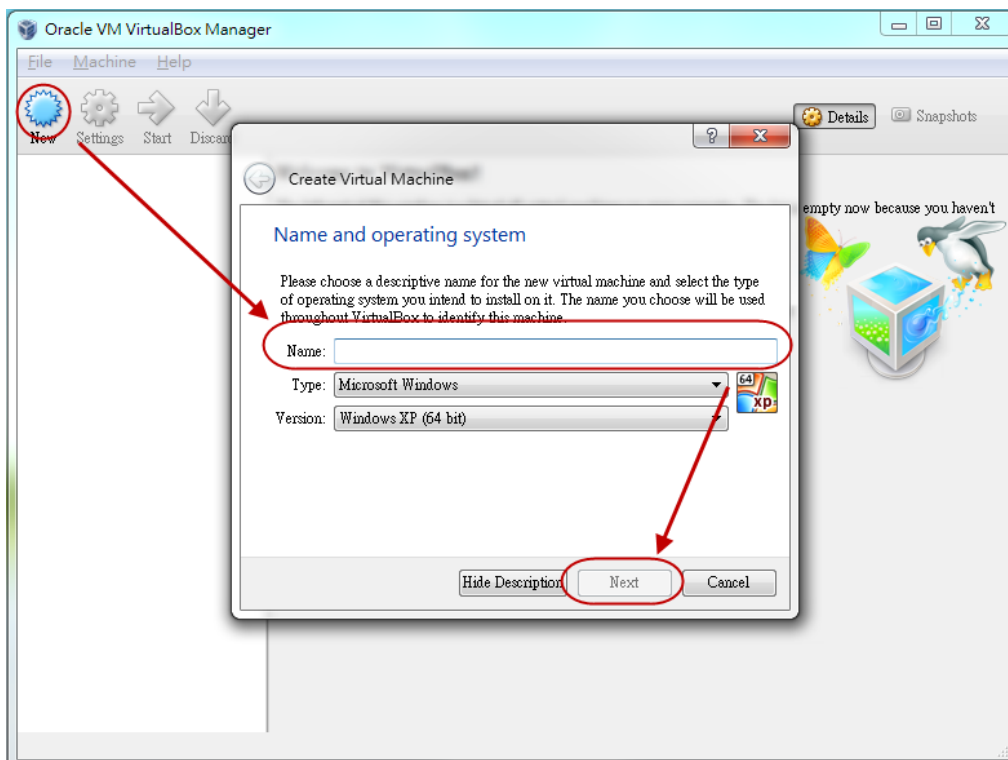 Oracle VM VirtualBox Manager
File Machine Help
New Settings Start Discard
Details Snapshots
Create Virtual Machine
empty now because you haven't
Name and operating system
Please choose a descriptive name for the new virtual machine and select the type
of operating system you intend to install on it. The name you choose will be used
throughout VirtualBox to identify this machine.
Name:
Type: Microsoft Windows
64
xp
Version: Windows XP (64 bit)
Hide Description Next Cancel